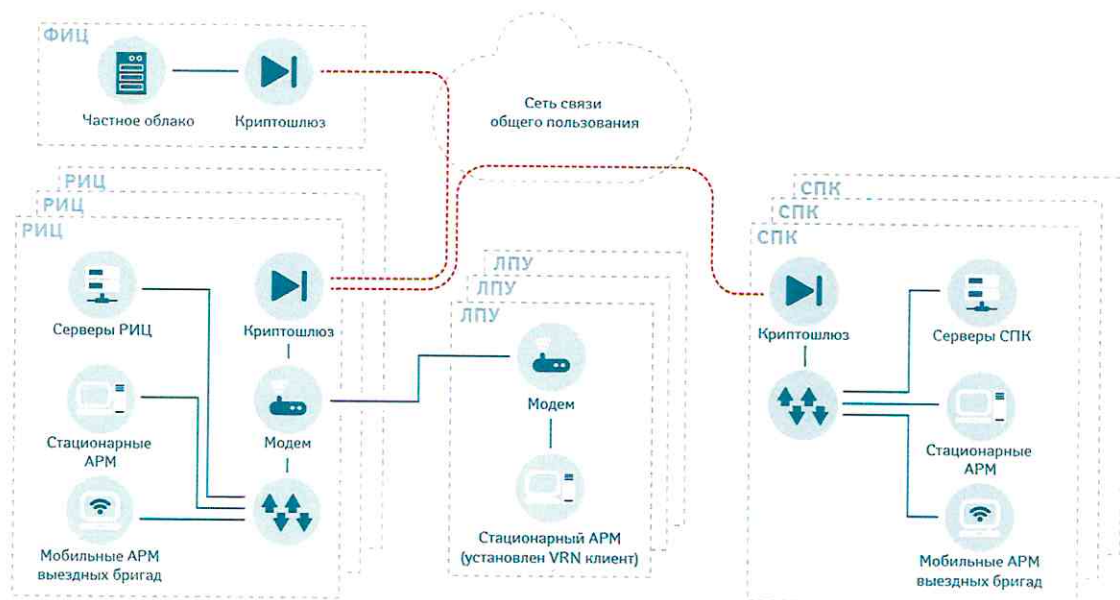 ФИЦ
Частное облако
Криптошлюз
Сеть связи
общего пользования
РИЦ
РИЦ
РИЦ
Серверы РИЦ
Криптошлюз
Стационарные
АРМ
Модем
Мобильные АРМ
выездных бригад
ЛПУ
ЛПУ
ЛПУ
Модем
Стационарный АРМ
(установлен VRN клиент)
СПК
СПК
СПК
Криптошлюз
Серверы СПК
Стационарные
АРМ
Мобильные АРМ
выездных бригад